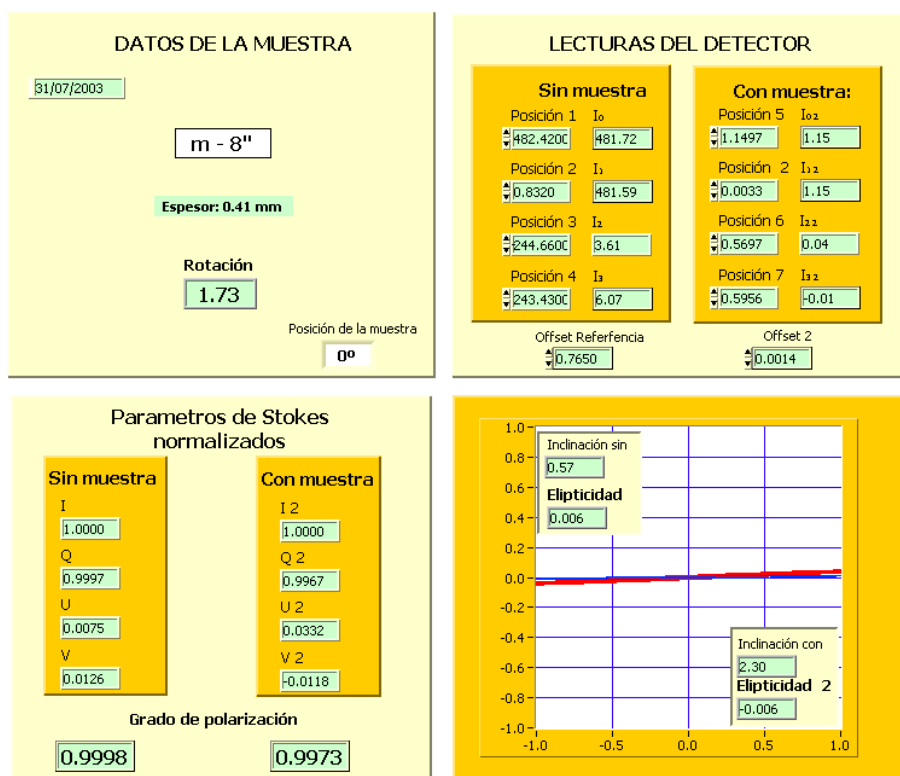 DATOS DE LA MUESTRA
31/07/2003
m - 8"
Espesor: 0.41 mm
Rotación
1.73
Posición de la muestra
0º
LECTURAS DEL DETECTOR
Sin muestra
Posición 1 I₀
482.4200 481.72
Posición 2 I₁
0.8320 481.59
Posición 3 I₂
244.6600 3.61
Posición 4 I₃
243.4300 6.07
Offset Referfencia
0.7650
Con muestra:
Posición 5 I₀ ₂
1.1497 1.15
Posición 2 I₁ ₂
0.0033 1.15
Posición 6 I₂ ₂
0.5697 0.04
Posición 7 I₃ ₂
0.5956 -0.01
Offset 2
0.0014
Parametros de Stokes
normalizados
Sin muestra
I
1.0000
Q
0.9997
U
0.0075
V
0.0126
Con muestra
I 2
1.0000
Q 2
0.9967
U 2
0.0332
V 2
-0.0118
Grado de polarización
0.9998 0.9973
1.0
0.8
0.6
0.4
0.2
0.0
-0.2
-0.4
-0.6
-0.8
-1.0
-1.0 -0.5 0.0 0.5 1.0
Inclinación sin
0.57
Elipticidad
0.006
Inclinación con
2.30
Elipticidad 2
-0.006